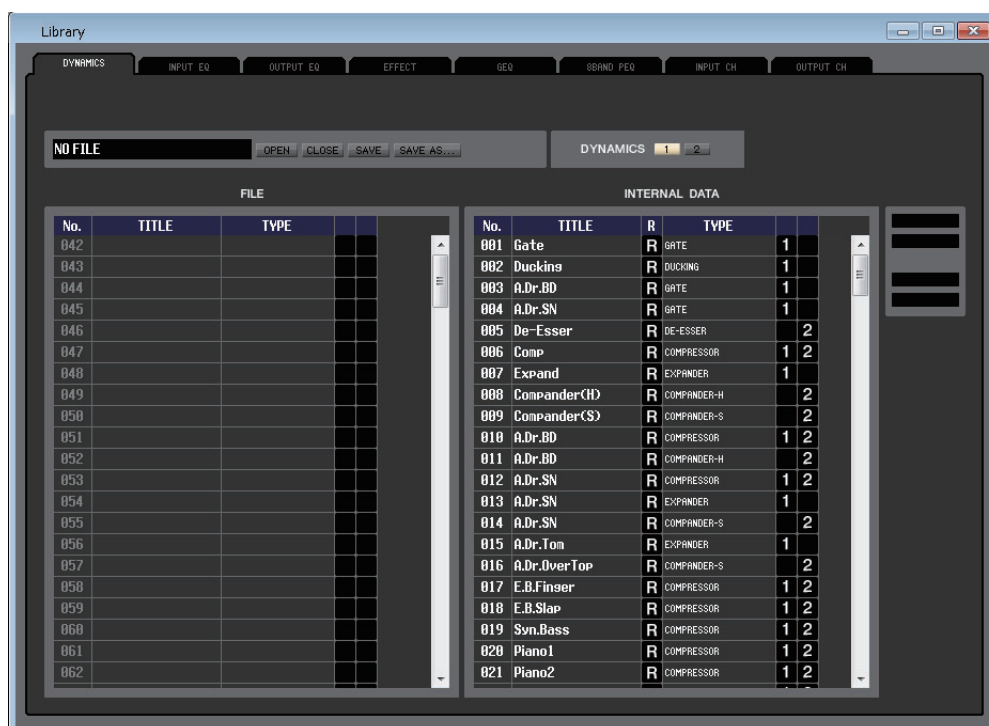 Library
DYNAMICS INPUT EQ OUTPUT EQ EFFECT GEQ 8BAND PEQ INPUT CH OUTPUT CH
NO FILE OPEN CLOSE SAVE SAVE AS... DYNAMICS 1 2
FILE INTERNAL DATA
No. TITLE TYPE No. TITLE R TYPE
042 001 Gate R GATE 1
043 002 Ducking R DUCKING 1
044 003 A.Dr.BD R GATE 1
045 004 A.Dr.SN R GATE 1
046 005 De-Esser R DE-ESSER 2
047 006 Comp R COMPRESSOR 1 2
048 007 Expand R EXPANDER 1
049 008 Compander(H) R COMPANDER-H 2
050 009 Compander(S) R COMPANDER-S 2
051 010 A.Dr.BD R COMPRESSOR 1 2
052 011 A.Dr.BD R COMPANDER-H 2
053 012 A.Dr.SN R COMPRESSOR 1 2
054 013 A.Dr.SN R EXPANDER 1
055 014 A.Dr.SN R COMPANDER-S 2
056 015 A.Dr.Tom R EXPANDER 1
057 016 A.Dr.OverTop R COMPANDER-S 2
058 017 E.B.Finger R COMPRESSOR 1 2
059 018 E.B.Slap R COMPRESSOR 1 2
060 019 Syn.Bass R COMPRESSOR 1 2
061 020 Piano1 R COMPRESSOR 1 2
062 021 Piano2 R COMPRESSOR 1 2